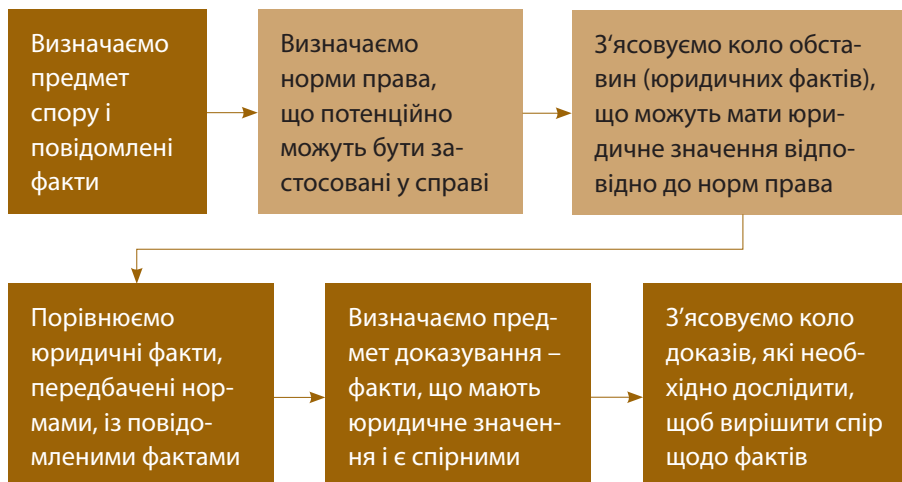 Визначаємо
предмет
спору і
повідомлені
факти
Визначаємо
норми права,
що потенційно
можуть бути за-
стосовані у справі
З‘ясовуємо коло обста-
вин (юридичних фактів),
що можуть мати юри-
дичне значення відпо-
відно до норм права
Порівнюємо
юридичні факти,
передбачені нор-
мами, із повідо-
мленими фактами
Визначаємо пред-
мет доказування –
факти, що мають
юридичне значен-
ня і є спірними
З’ясовуємо коло
доказів, які необ-
хідно дослідити,
щоб вирішити спір
щодо фактів